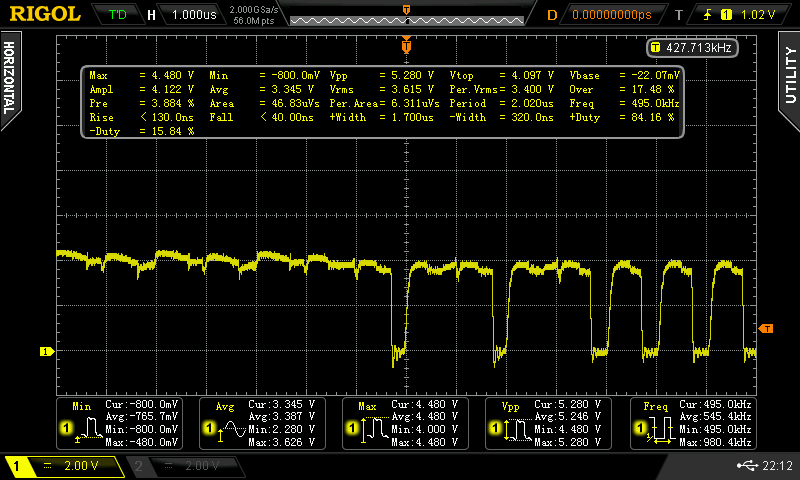 RIGOL T'D H 1.000us 2.000GSa/s 56.0M pts D 0.00000000ps T 1 1.02 V
HORIZONTAL
UTILITY
T 427.713kHz
Max = 4.480 V Min = -800.0mV Vpp = 5.280 V Vtop = 4.097 V Vbase = -22.07mV
Ampl = 4.122 V Avg = 3.345 V Vrms = 3.615 V Per.Vrms= 3.400 V Over = 17.48 %
Pre = 3.884 % Area = 46.83uVs Per.Area= 6.311uVs Period = 2.020us Freq = 495.0kHz
Rise < 130.0ns Fall < 40.00ns +Width = 1.700us -Width = 320.0ns +Duty = 84.16 %
-Duty = 15.84 %
T
1
T
Min
1
Cur:-800.0mV
Avg:-765.7mV
Min:-800.0mV
Max:-480.0mV
Avg
1
Cur:3.345 V
Avg:3.387 V
Min:2.280 V
Max:3.626 V
Max
1
Cur:4.480 V
Avg:4.480 V
Min:4.000 V
Max:4.480 V
Vpp
1
Cur:5.280 V
Avg:5.246 V
Min:4.480 V
Max:5.280 V
Freq
1
Cur:495.0kHz
Avg:545.4kHz
Min:495.0kHz
Max:980.4kHz
1 2.00 V 2 2.00 V 22:12